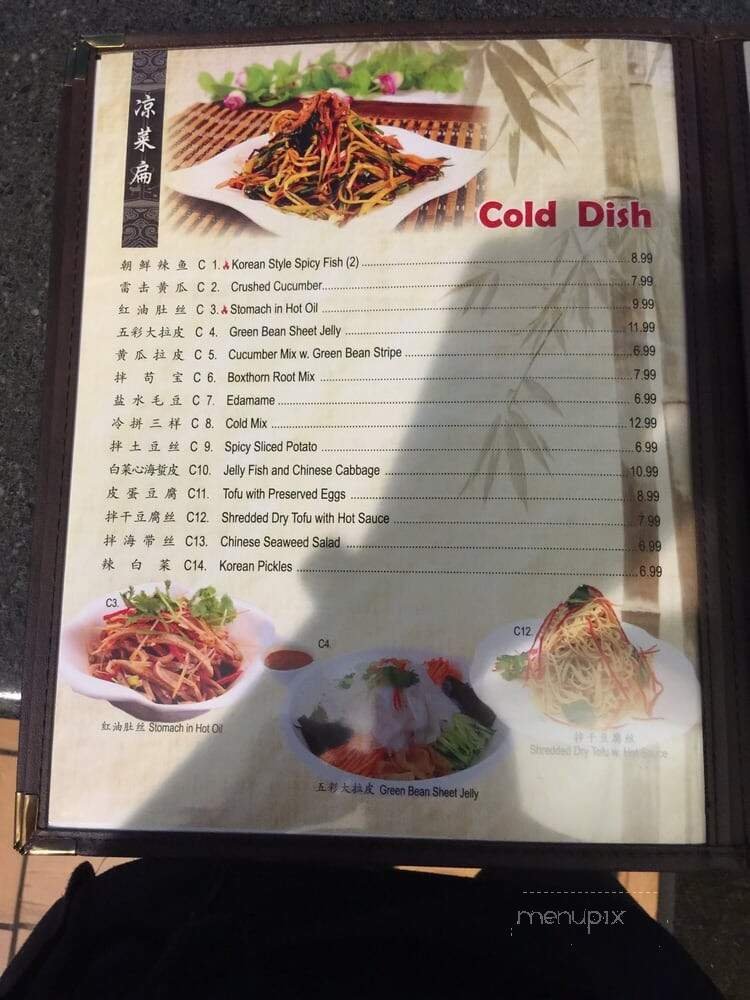 凉菜扁
Cold Dish
朝鲜辣鱼 C 1. Korean Style Spicy Fish (2) 8.99
雷击黄瓜 C 2. Crushed Cucumber 7.99
红油肚丝 C 3. Stomach in Hot Oil 9.99
五彩大拉皮 C 4. Green Bean Sheet Jelly 11.99
黄瓜拉皮 C 5. Cucumber Mix w. Green Bean Stripe 6.99
拌苟宝 C 6. Boxthorn Root Mix 7.99
盐水毛豆 C 7. Edamame 6.99
冷拼三样 C 8. Cold Mix 12.99
拌土豆丝 C 9. Spicy Sliced Potato 6.99
白菜心海蜇皮 C10. Jelly Fish and Chinese Cabbage 10.99
皮蛋豆腐 C11. Tofu with Preserved Eggs 8.99
拌干豆腐丝 C12. Shredded Dry Tofu with Hot Sauce 7.99
拌海带丝 C13. Chinese Seaweed Salad 6.99
辣白菜 C14. Korean Pickles 6.99
C3.
C4.
C12.
红油肚丝 Stomach in Hot Oil
拌干豆腐丝
Shredded Dry Tofu w. Hot Sauce
五彩大拉皮 Green Bean Sheet Jelly
menupix